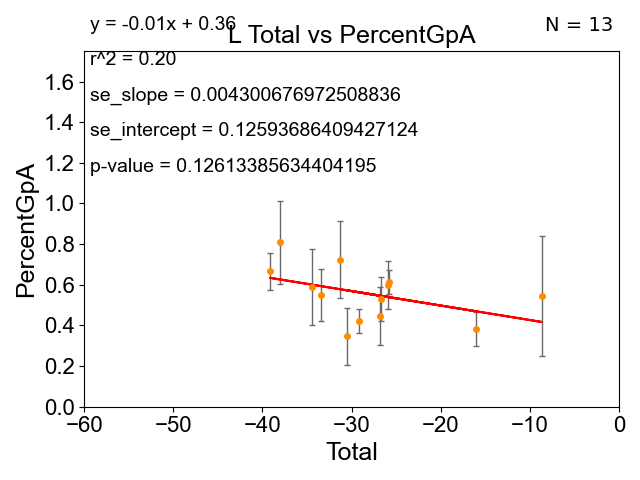 y = -0.01x + 0.36
N = 13
L Total vs PercentGpA
r^2 = 0.20
se_slope = 0.004300676972508836
se_intercept = 0.12593686409427124
p-value = 0.12613385634404195
PercentGpA
1.6
1.4
1.2
1.0
0.8
0.6
0.4
0.2
0.0
−60 −50 −40 −30 −20 −10 0
Total